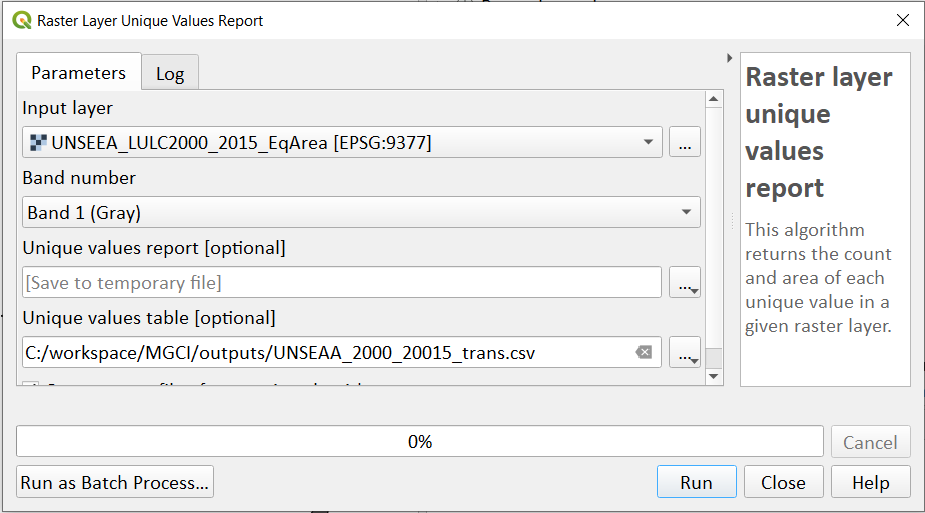 Raster Layer Unique Values Report
Parameters
Log
Input layer
UNSEEA_LULC2000_2015_EqArea [EPSG:9377]
...
Band number
Band 1 (Gray)
Unique values report [optional]
[Save to temporary file]
...
Unique values table [optional]
C:/workspace/MGCI/outputs/UNSEAA_2000_20015_trans.csv
...
Raster layer
unique
values
report
This algorithm
returns the count
and area of each
unique value in a
given raster layer.
0%
Cancel
Run as Batch Process...
Run
Close
Help